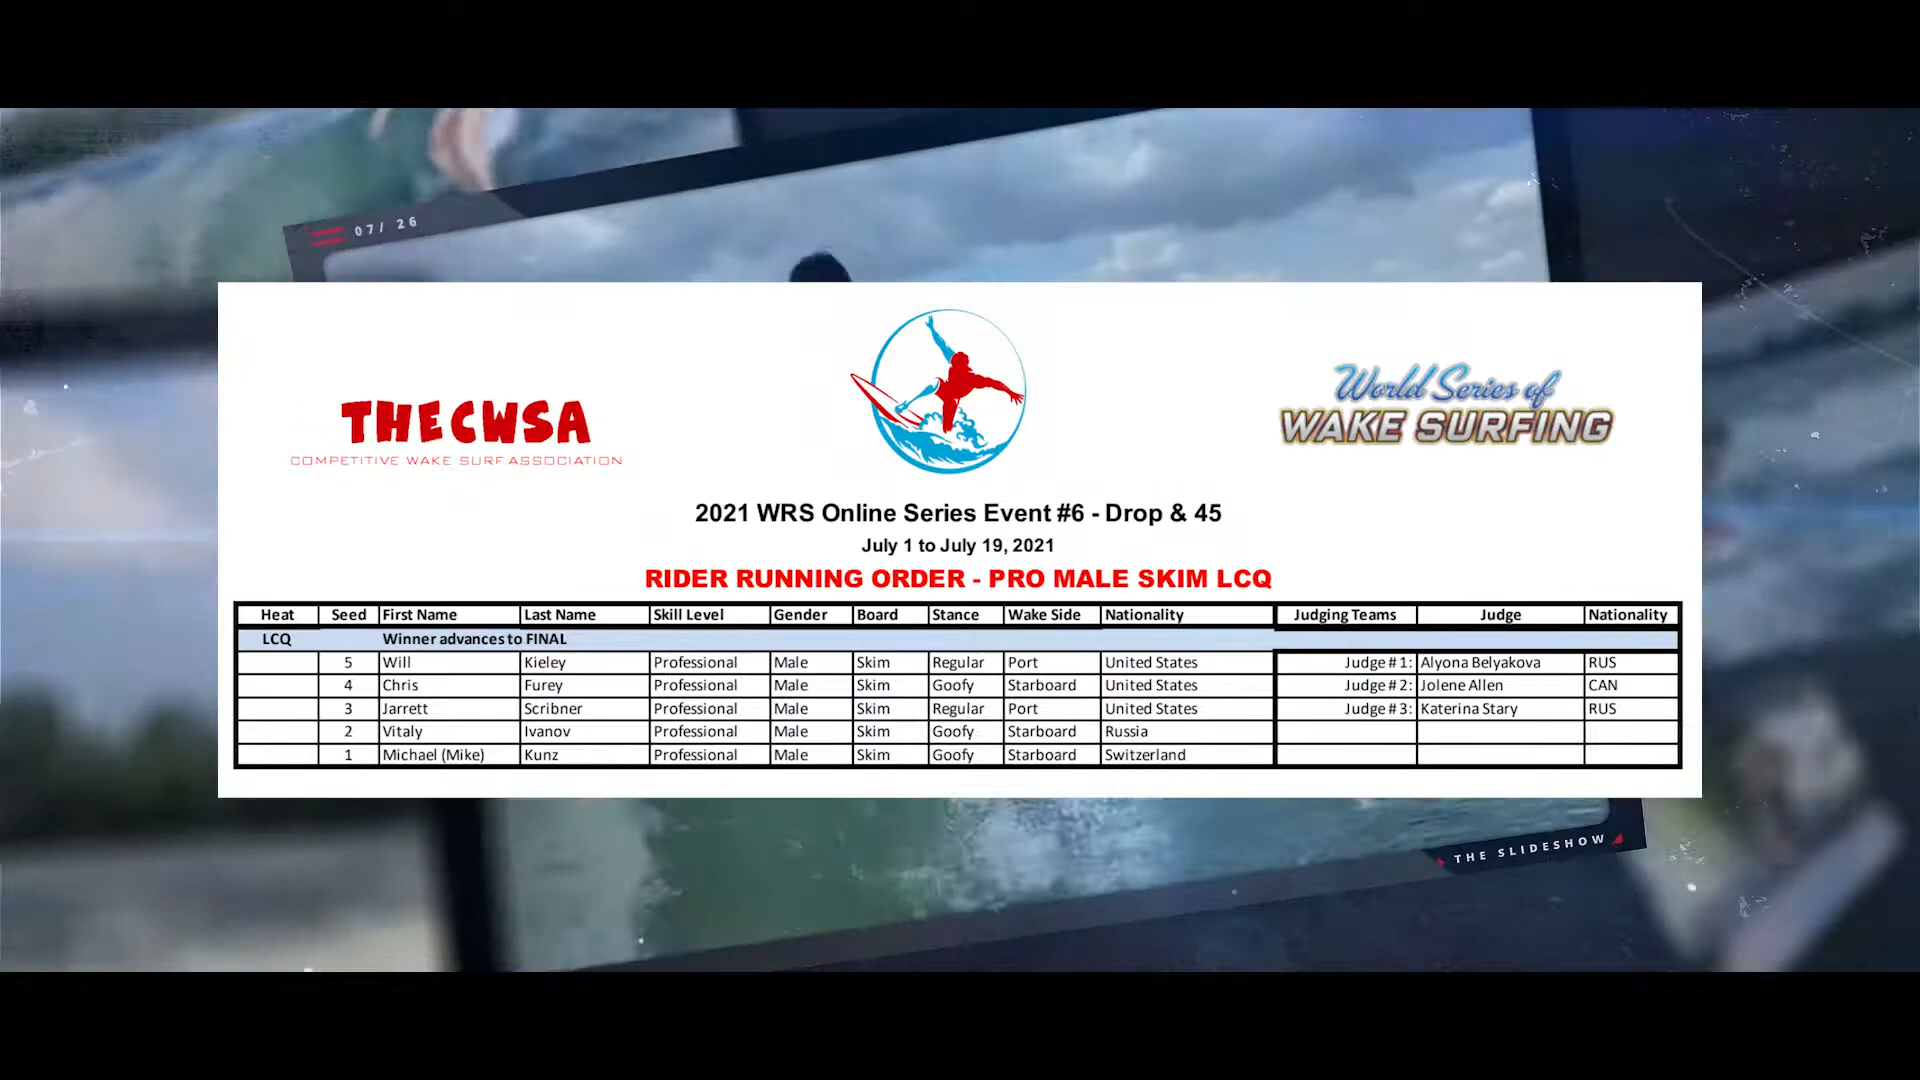 07/ 26
THECWSA
COMPETITIVE WAKE SURF ASSOCIATION
World Series of
WAKE SURFING
2021 WRS Online Series Event #6 - Drop & 45
July 1 to July 19, 2021
RIDER RUNNING ORDER - PRO MALE SKIM LCQ
Heat Seed First Name Last Name Skill Level Gender Board Stance Wake Side Nationality Judging Teams Judge Nationality
LCQ Winner advances to FINAL
5 Will Kieley Professional Male Skim Regular Port United States Judge # 1: Alyona Belyakova RUS
4 Chris Furey Professional Male Skim Goofy Starboard United States Judge # 2: Jolene Allen CAN
3 Jarrett Scribner Professional Male Skim Regular Port United States Judge # 3: Katerina Stary RUS
2 Vitaly Ivanov Professional Male Skim Goofy Starboard Russia
1 Michael (Mike) Kunz Professional Male Skim Goofy Starboard Switzerland
THE SLIDESHOW